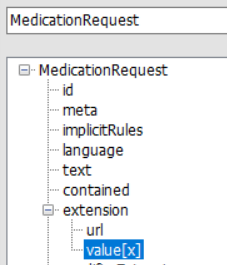 MedicationRequest
MedicationRequest
id
meta
implicitRules
language
text
contained
extension
url
value[x]